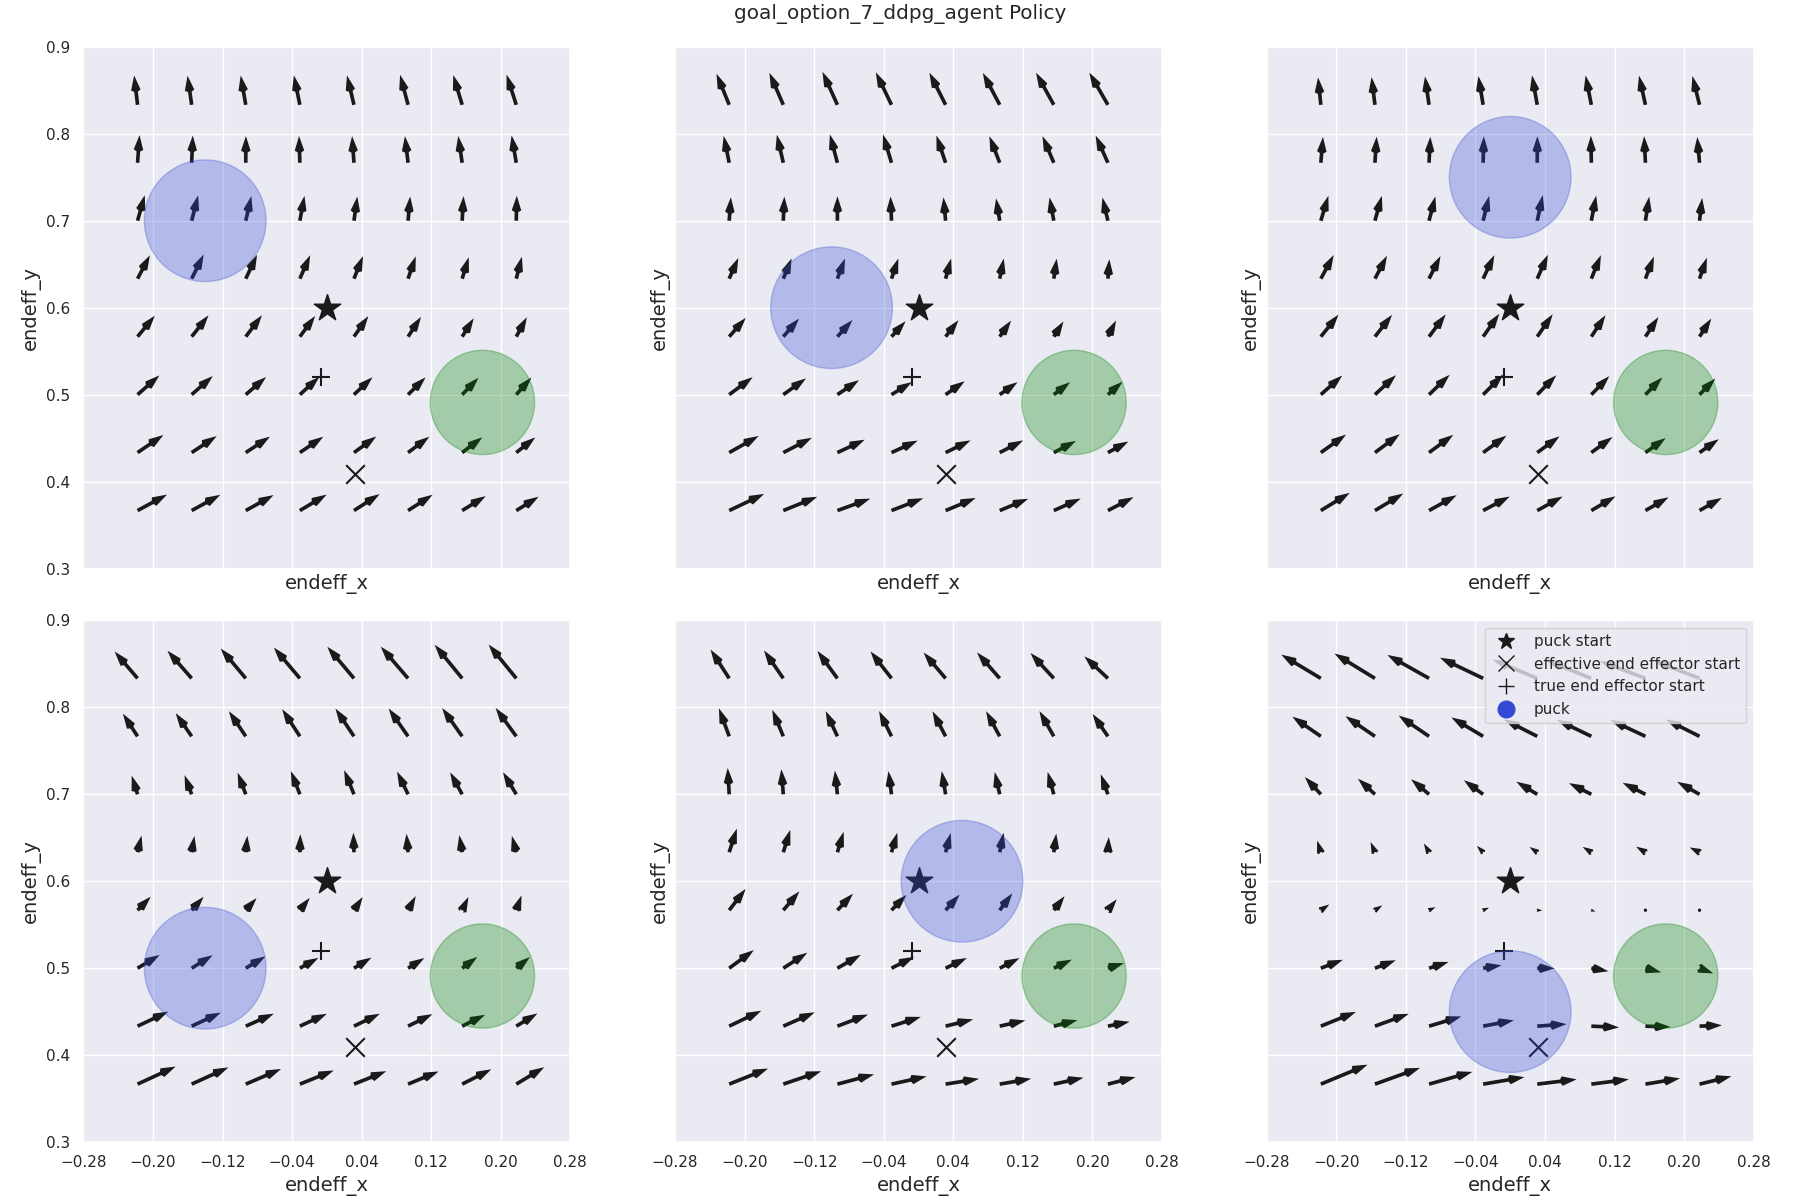 goal_option_7_ddpg_agent Policy
0.9
0.8
0.7
0.6
0.5
0.4
0.3
endeff_y
endeff_x
endeff_y
endeff_x
endeff_y
endeff_x
0.9
0.8
0.7
0.6
0.5
0.4
0.3
endeff_y
−0.28 −0.20 −0.12 −0.04 0.04 0.12 0.20 0.28
endeff_x
endeff_y
−0.28 −0.20 −0.12 −0.04 0.04 0.12 0.20 0.28
endeff_x
puck start
effective end effector start
true end effector start
puck
endeff_y
−0.28 −0.20 −0.12 −0.04 0.04 0.12 0.20 0.28
endeff_x